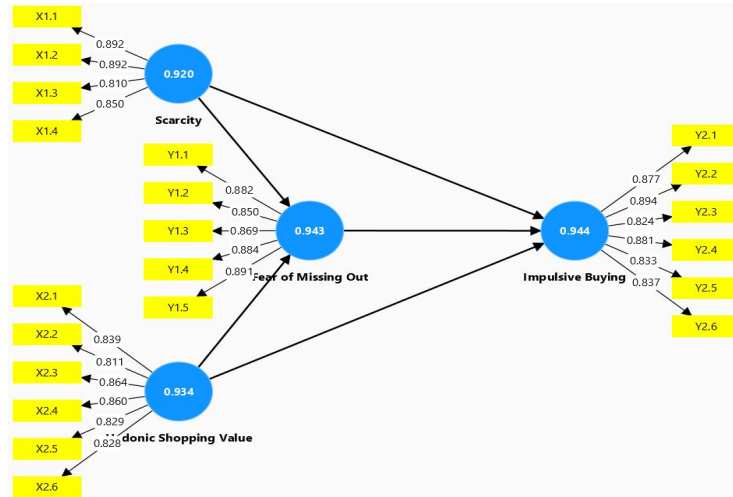 X1.1
X1.2
X1.3
X1.4
0.892
0.892
0.810
0.850
0.920
Scarcity
Y1.1
Y1.2
Y1.3
Y1.4
Y1.5
0.882
0.850
0.869
0.884
0.891
0.943
Fear of Missing Out
X2.1
X2.2
X2.3
X2.4
X2.5
X2.6
0.839
0.811
0.864
0.860
0.829
0.828
0.934
Hedonic Shopping Value
0.944
Impulsive Buying
0.877
0.894
0.824
0.881
0.833
0.837
Y2.1
Y2.2
Y2.3
Y2.4
Y2.5
Y2.6